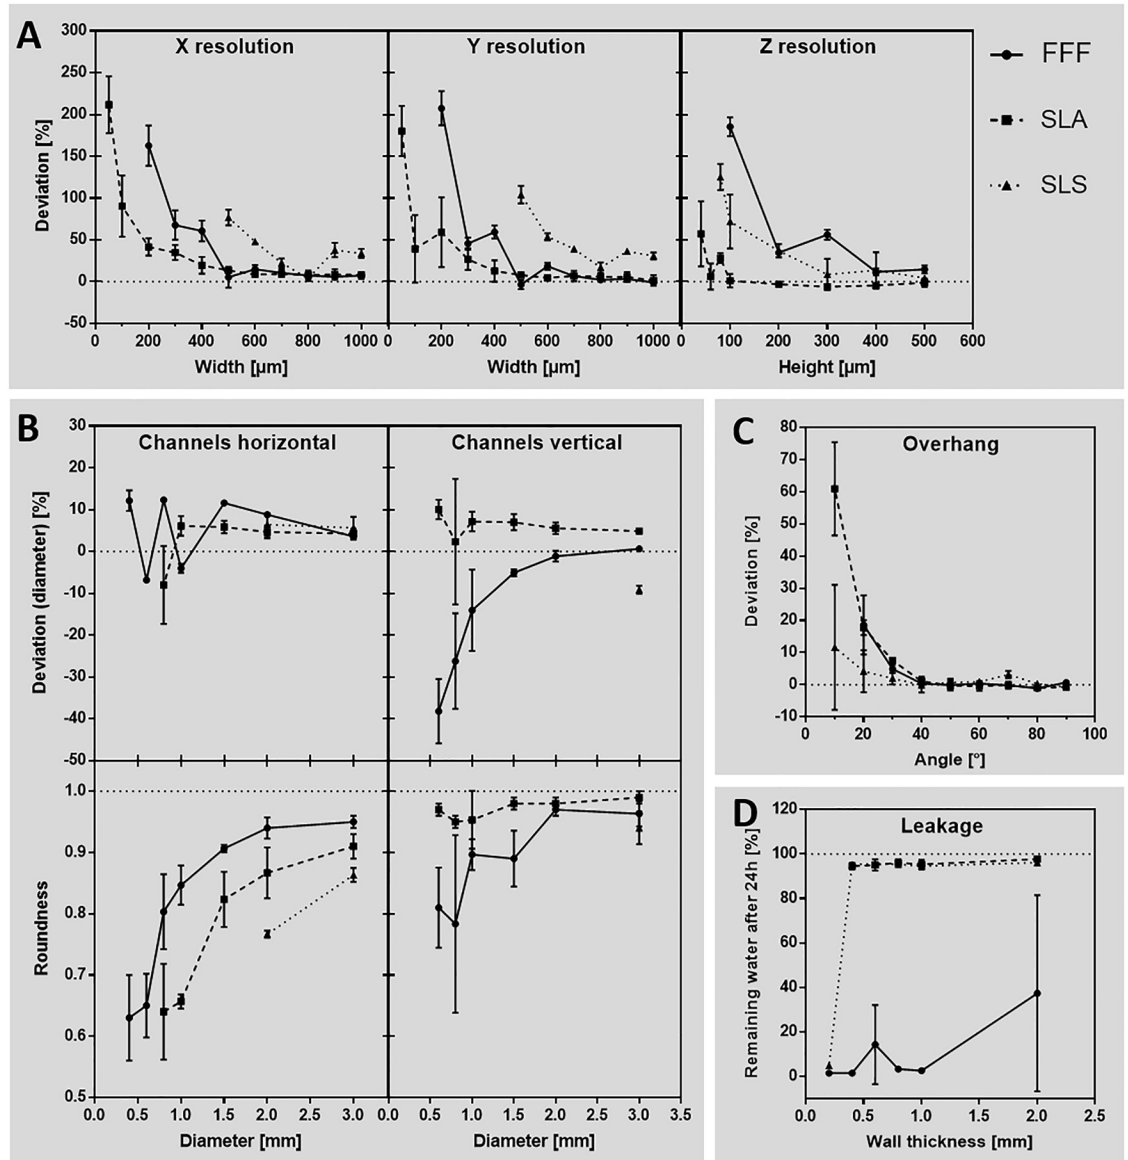 A
X resolution
Y resolution
Z resolution
Deviation [%]
300
250
200
150
100
50
0
-50
0 200 400 600 800 1000
0 200 400 600 800 1000
0 100 200 300 400 500 600
Width [µm]
Width [µm]
Height [µm]
FFF
SLA
SLS
B
Channels horizontal
Channels vertical
Deviation (diameter) [%]
30
20
10
0
-10
-20
-30
-40
-50
Roundness
1.0
0.9
0.8
0.7
0.6
0.5
0.0 0.5 1.0 1.5 2.0 2.5 3.0
0.0 0.5 1.0 1.5 2.0 2.5 3.0 3.5
Diameter [mm]
Diameter [mm]
C
Overhang
Deviation [%]
80
70
60
50
40
30
20
10
0
-10
0 20 40 60 80 100
Angle [°]
D
Leakage
Remaining water after 24h [%]
120
100
80
60
40
20
0
0.0 0.5 1.0 1.5 2.0 2.5
Wall thickness [mm]